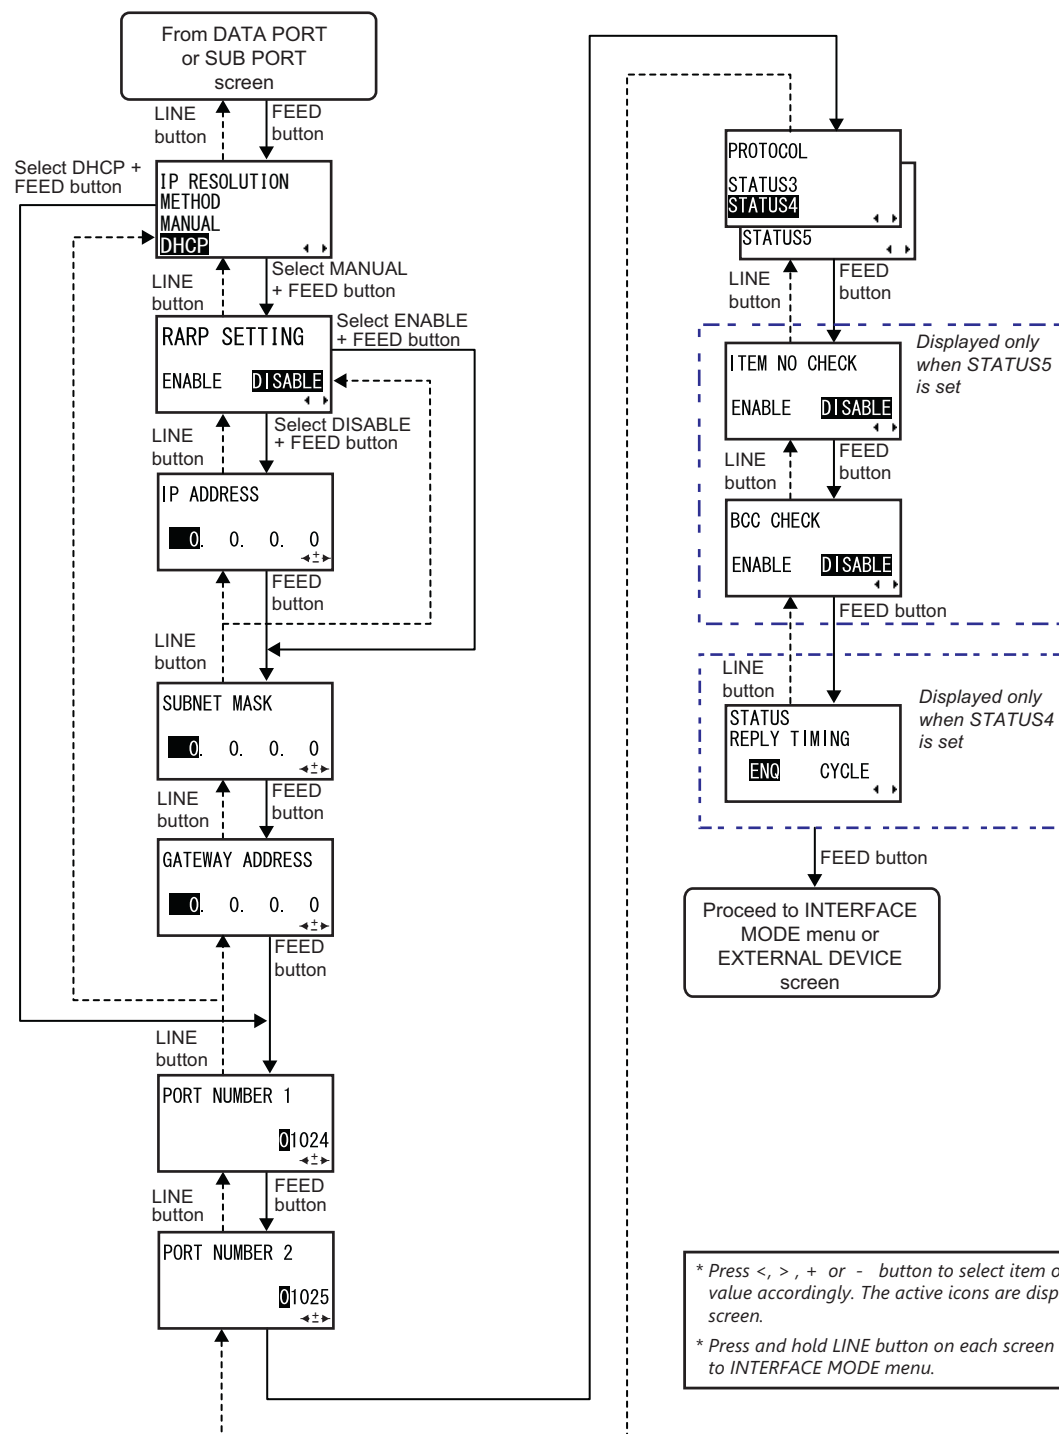 From DATA PORT
or SUB PORT
screen
LINE
button
FEED
button
Select DHCP +
FEED button
IP RESOLUTION
METHOD
MANUAL
DHCP
LINE
button
Select MANUAL
+ FEED button
RARP SETTING
ENABLE DISABLE
Select ENABLE
+ FEED button
LINE
button
Select DISABLE
+ FEED button
IP ADDRESS
0. 0. 0. 0
FEED
button
LINE
button
SUBNET MASK
0. 0. 0. 0
LINE
button
FEED
button
GATEWAY ADDRESS
0. 0. 0. 0
FEED
button
LINE
button
PORT NUMBER 1
01024
LINE
button
FEED
button
PORT NUMBER 2
01025
PROTOCOL
STATUS3
STATUS4
STATUS5
LINE
button
FEED
button
Displayed only
when STATUS5
is set
ITEM NO CHECK
ENABLE DISABLE
LINE
button
FEED
button
BCC CHECK
ENABLE DISABLE
FEED button
LINE
button
Displayed only
when STATUS4
is set
STATUS
REPLY TIMING
ENQ CYCLE
FEED button
Proceed to INTERFACE
MODE menu or
EXTERNAL DEVICE
screen
* Press <, > , + or - button to select item
value accordingly. The active icons are
screen.
* Press and hold LINE button on each screen
to INTERFACE MODE menu.